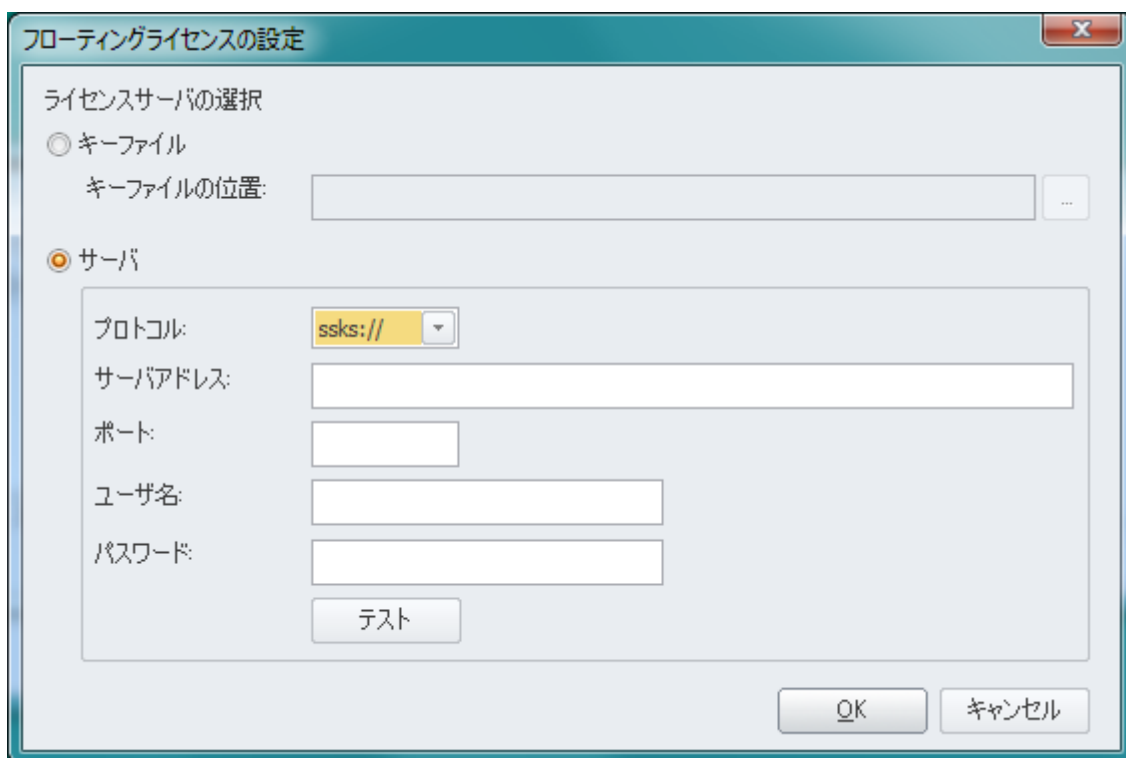 フローティングライセンスの設定
ライセンスサーバの選択
キーファイル
キーファイルの位置:
...
サーバ
プロトコル: ssks://
サーバアドレス:
ポート:
ユーザ名:
パスワード:
テスト
OK キャンセル